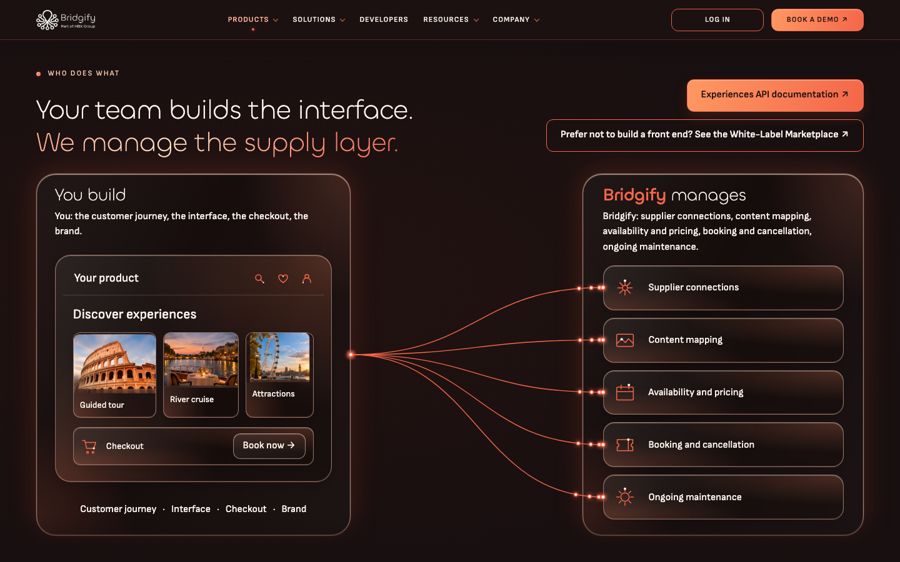 Bridgify
Part of HBX Group
PRODUCTS
SOLUTIONS
DEVELOPERS
RESOURCES
COMPANY
LOG IN
BOOK A DEMO ↗
WHO DOES WHAT
Your team builds the interface.
We manage the supply layer.
Experiences API documentation ↗
Prefer not to build a front end? See the White-Label Marketplace ↗
You build
You: the customer journey, the interface, the checkout, the
brand.
Your product
Discover experiences
Guided tour
River cruise
Attractions
Checkout
Book now →
Customer journey · Interface · Checkout · Brand
Bridgify manages
Bridgify: supplier connections, content mapping,
availability and pricing, booking and cancellation,
ongoing maintenance.
Supplier connections
Content mapping
Availability and pricing
Booking and cancellation
Ongoing maintenance